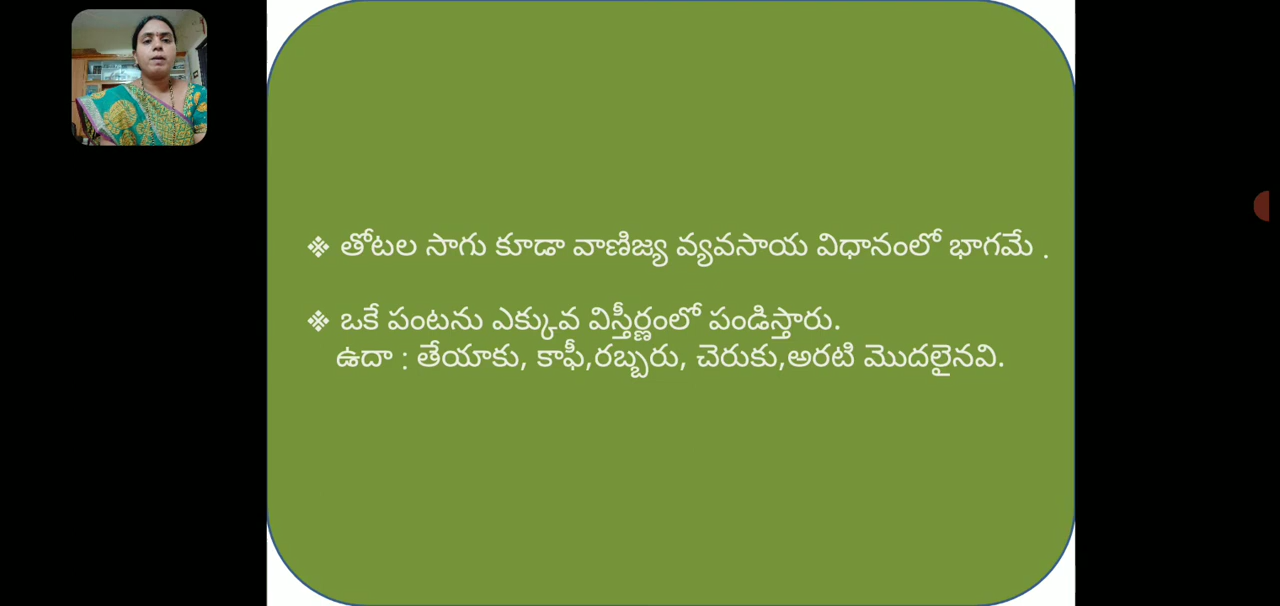 ❖ తోటల సాగు కూడా వాణిజ్య వ్యవసాయ విధానంలో భాగమే .
❖ ఒకే పంటను ఎక్కువ విస్తీర్ణంలో పండిస్తారు.
ఉదా : తేయాకు, కాఫీ,రబ్బరు, చెరుకు,అరటి మొదలైనవి.